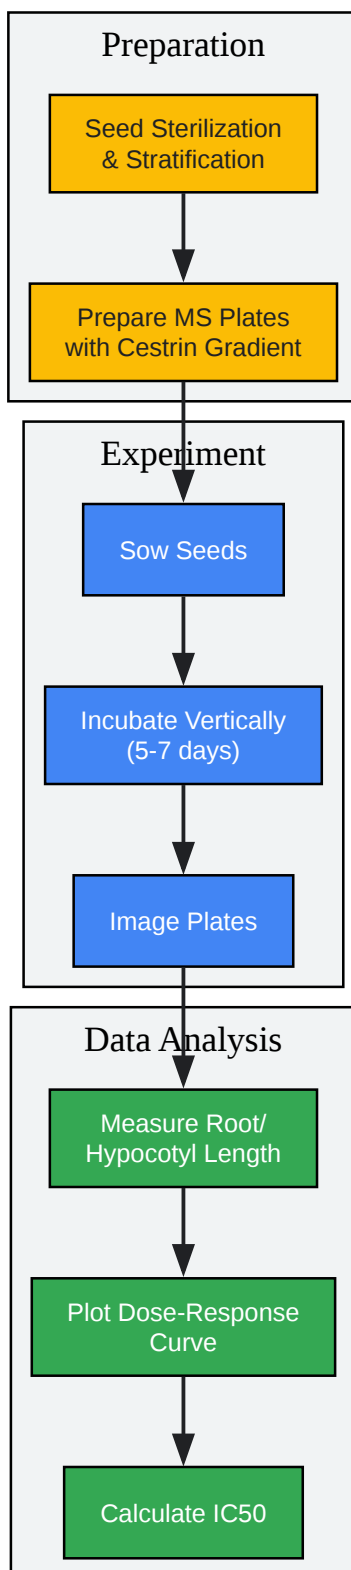 Preparation
Seed Sterilization
& Stratification
Prepare MS Plates
with Cestrin Gradient
Experiment
Sow Seeds
Incubate Vertically
(5-7 days)
Image Plates
Data Analysis
Measure Root/
Hypocotyl Length
Plot Dose-Response
Curve
Calculate IC50